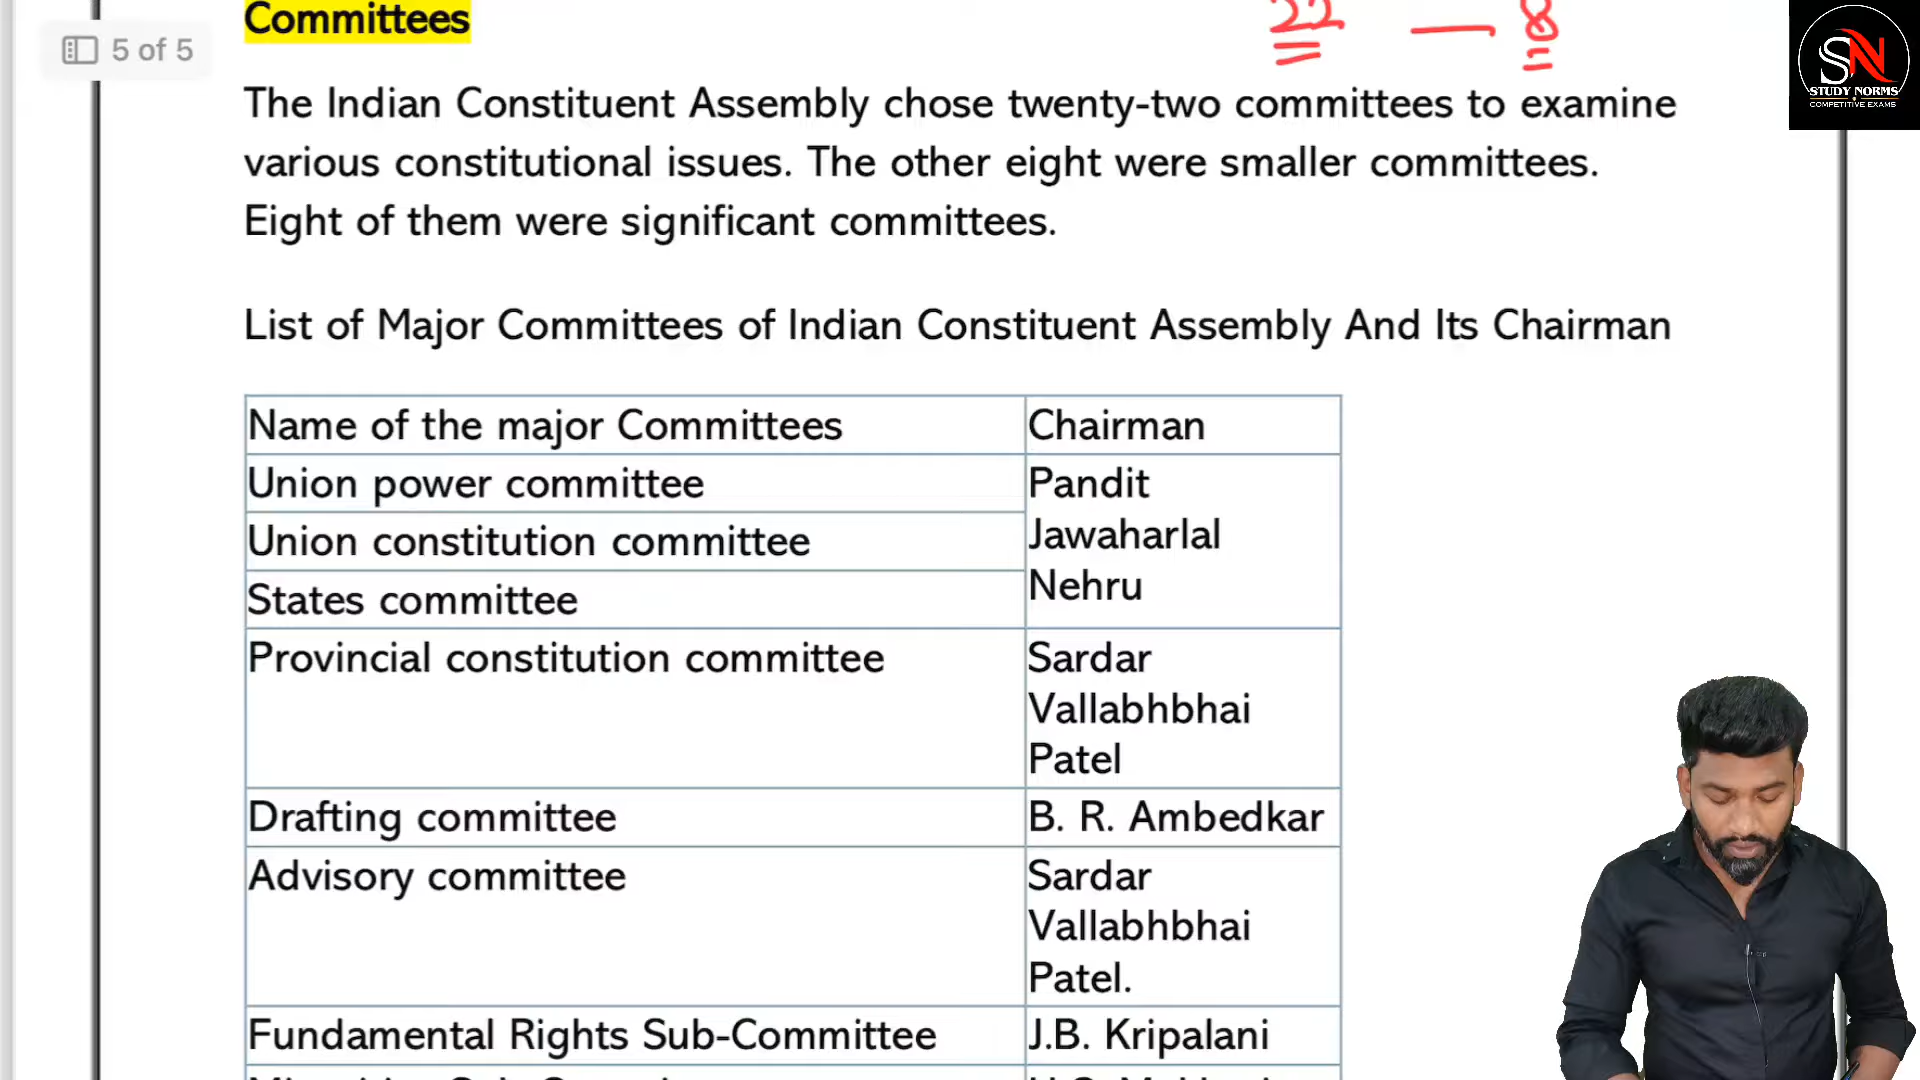 Committees
22 — 8
5 of 5
SN
STUDY NORMS
COMPETITIVE EXAMS
The Indian Constituent Assembly chose twenty-two committees to examine
various constitutional issues. The other eight were smaller committees.
Eight of them were significant committees.
List of Major Committees of Indian Constituent Assembly And Its Chairman
Name of the major Committees Chairman
Union power committee Pandit
Union constitution committee Jawaharlal
States committee Nehru
Provincial constitution committee Sardar
Vallabhbhai
Patel
Drafting committee B. R. Ambedkar
Advisory committee Sardar
Vallabhbhai
Patel.
Fundamental Rights Sub-Committee J.B. Kripalani